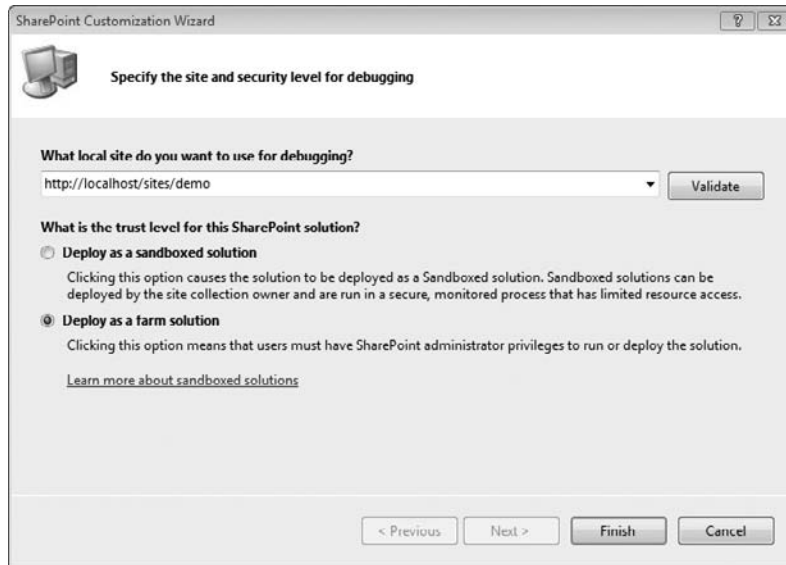 SharePoint Customization Wizard
Specify the site and security level for debugging
What local site do you want to use for debugging?
http://localhost/sites/demo
Validate
What is the trust level for this SharePoint solution?
Deploy as a sandboxed solution
Clicking this option causes the solution to be deployed as a Sandboxed solution. Sandboxed solutions can be
deployed by the site collection owner and are run in a secure, monitored process that has limited resource access.
Deploy as a farm solution
Clicking this option means that users must have SharePoint administrator privileges to run or deploy the solution.
Learn more about sandboxed solutions
< Previous Next > Finish Cancel